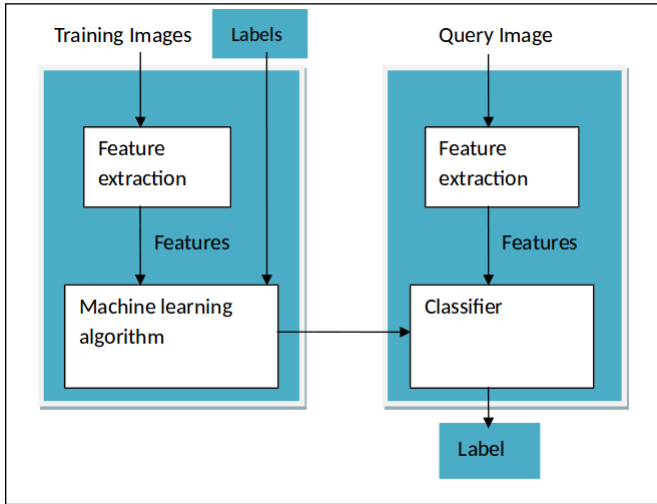 Training Images
Labels
Query Image
Feature
extraction
Feature
extraction
Features
Features
Machine learning
algorithm
Classifier
Label